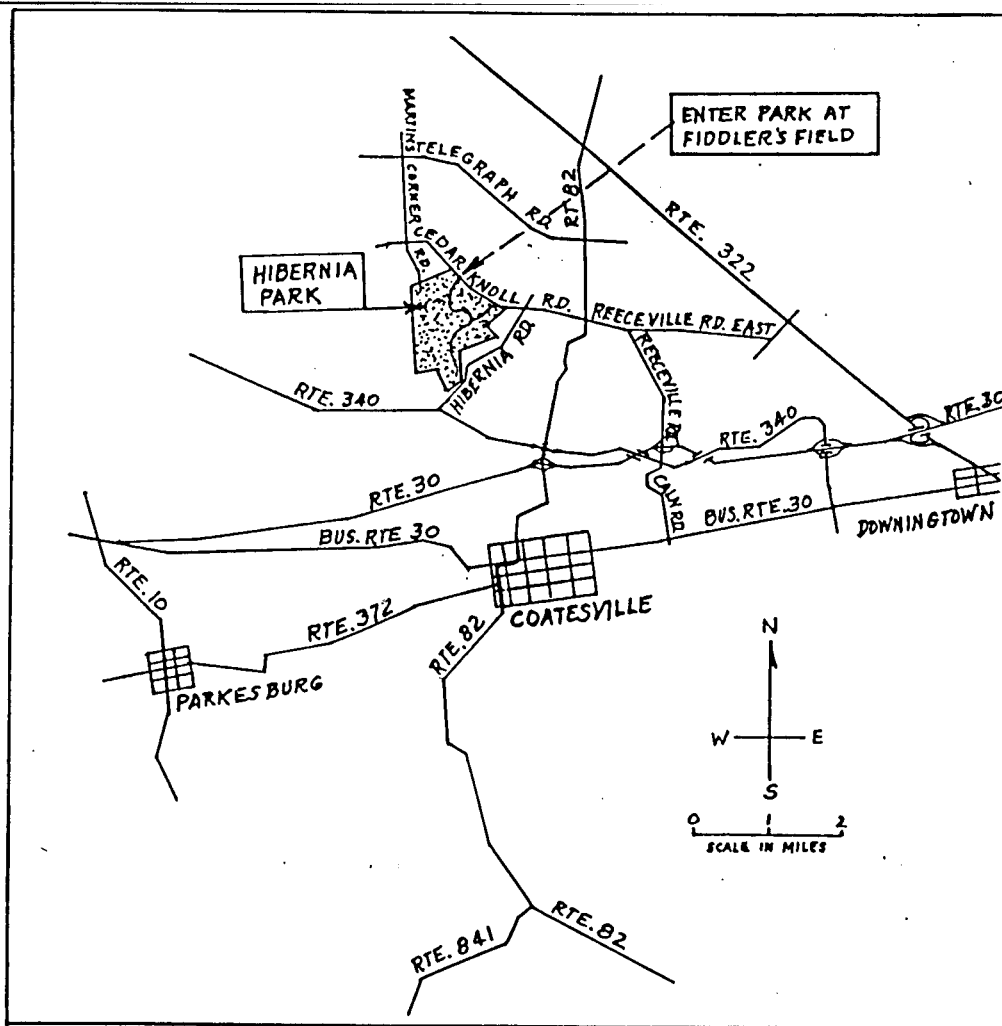 ENTER PARK AT
FIDDLER'S FIELD
MARTINS CORNER RD.
TELEGRAPH RD.
RT 82
RTE. 322
CEDAR KNOLL RD.
HIBERNIA
PARK
REECEVILLE RD. EAST
HIBERNIA RD
REECEVILLE RD
RTE. 340
RTE. 340
RTE. 30
RTE. 30
CALN RD.
BUS. RTE 30
BUS. RTE. 30
DOWNINGTOWN
RTE. 10
RTE. 372
RTE. 82
COATESVILLE
PARKESBURG
N
W E
S
0 1 2
SCALE IN MILES
RTE. 841
RTE. 82